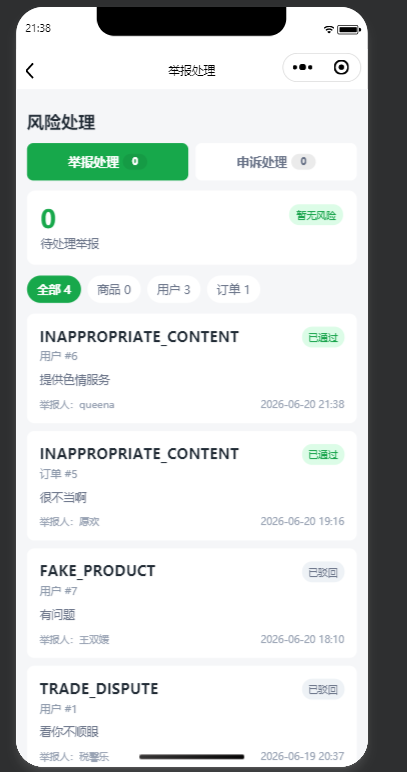 21:38
举报处理
风险处理
举报处理 0
申诉处理 0
0
暂无风险
待处理举报
全部 4
商品 0
用户 3
订单 1
INAPPROPRIATE_CONTENT
已通过
用户 #6
提供色情服务
举报人：queena
2026-06-20 21:38
INAPPROPRIATE_CONTENT
已通过
订单 #5
很不当啊
举报人：愿欢
2026-06-20 19:16
FAKE_PRODUCT
已驳回
用户 #7
有问题
举报人：王双媛
2026-06-20 18:10
TRADE_DISPUTE
已驳回
用户 #1
看你不顺眼
举报人：税馨乐
2026-06-19 20:37